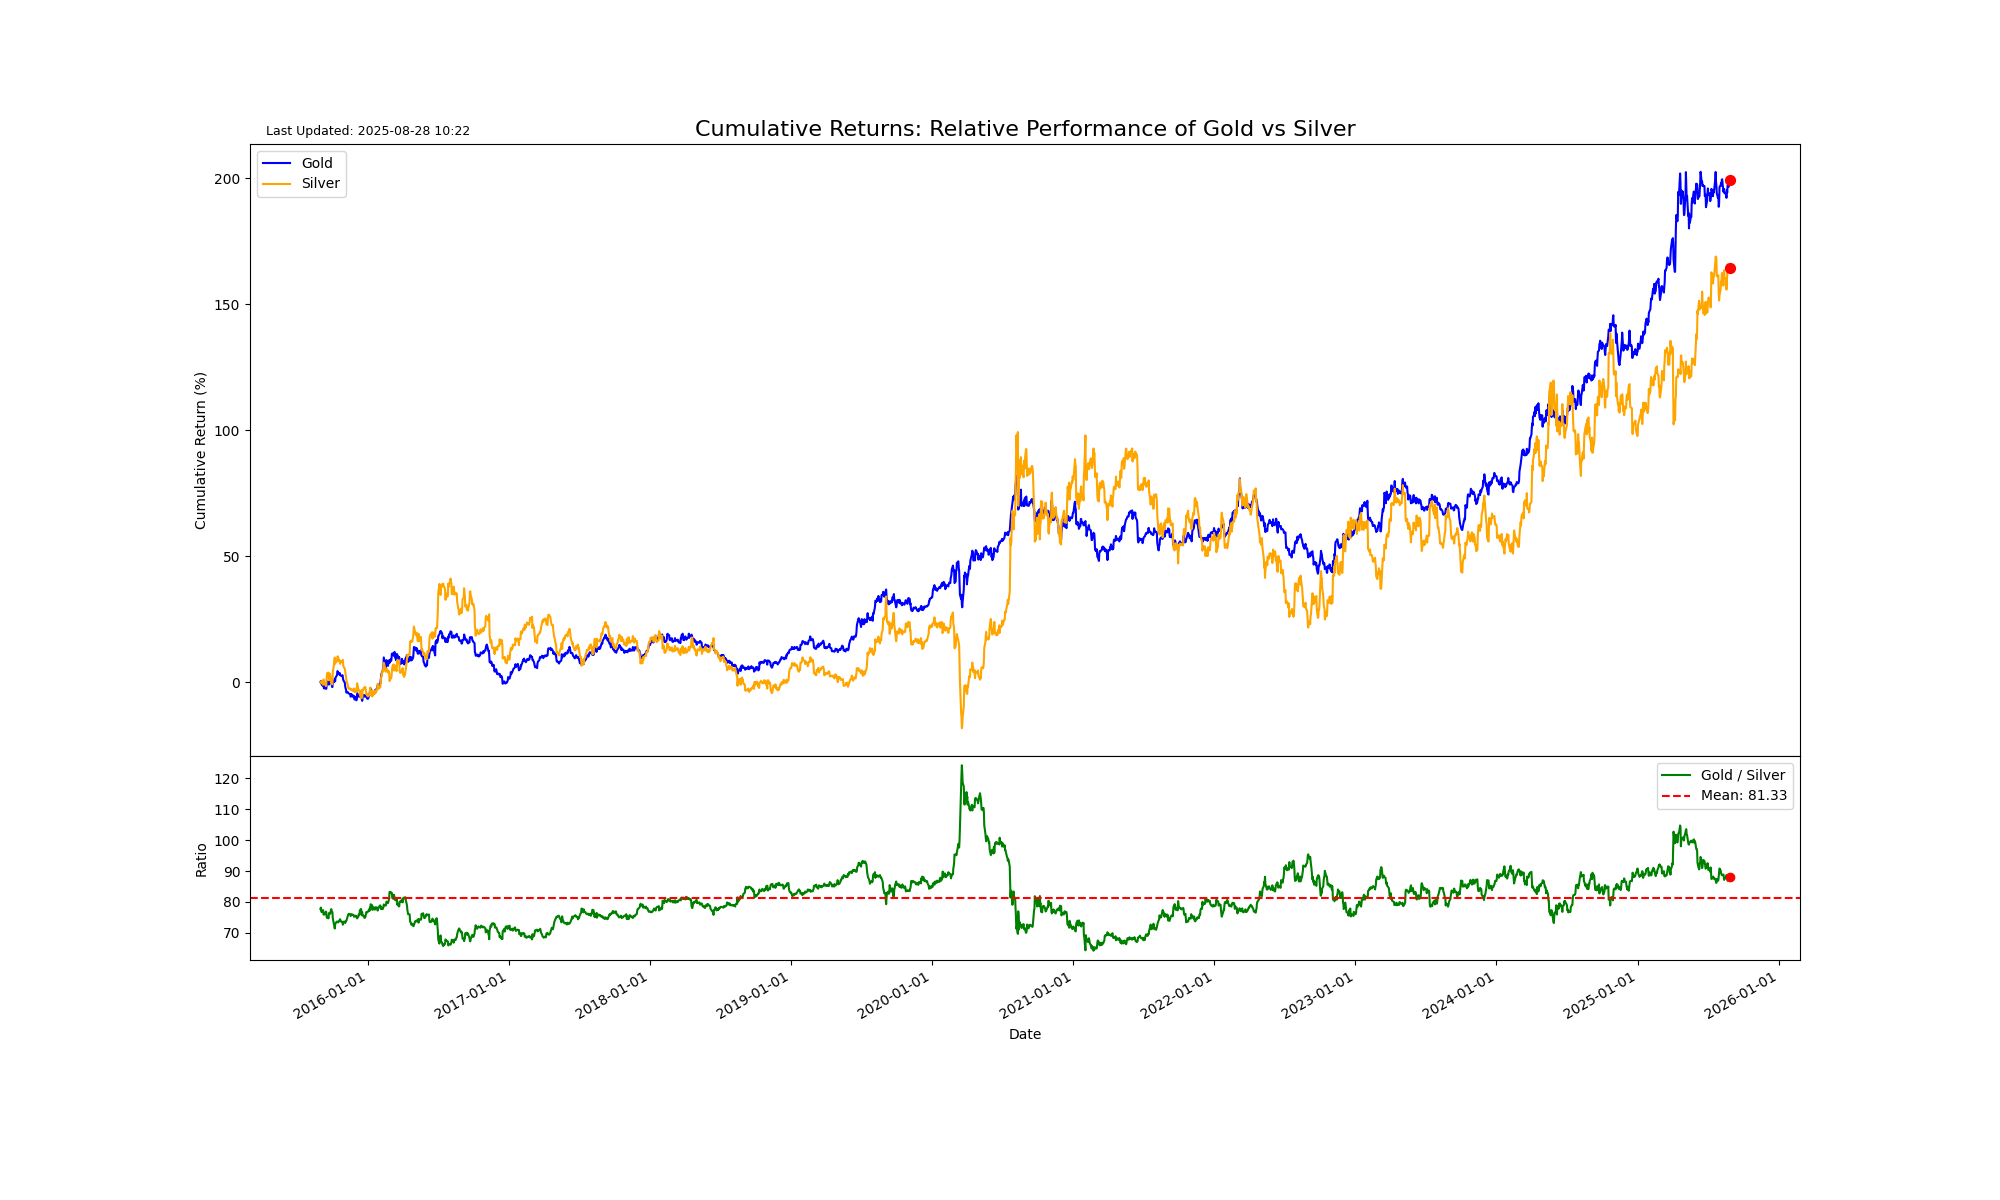 Last Updated: 2025-08-28 10:22
Cumulative Returns: Relative Performance of Gold vs Silver
Gold
Silver
200
150
100
50
0
Cumulative Return (%)
120
110
100
90
80
70
Ratio
Gold / Silver
Mean: 81.33
2016-01-01
2017-01-01
2018-01-01
2019-01-01
2020-01-01
2021-01-01
2022-01-01
2023-01-01
2024-01-01
2025-01-01
2026-01-01
Date